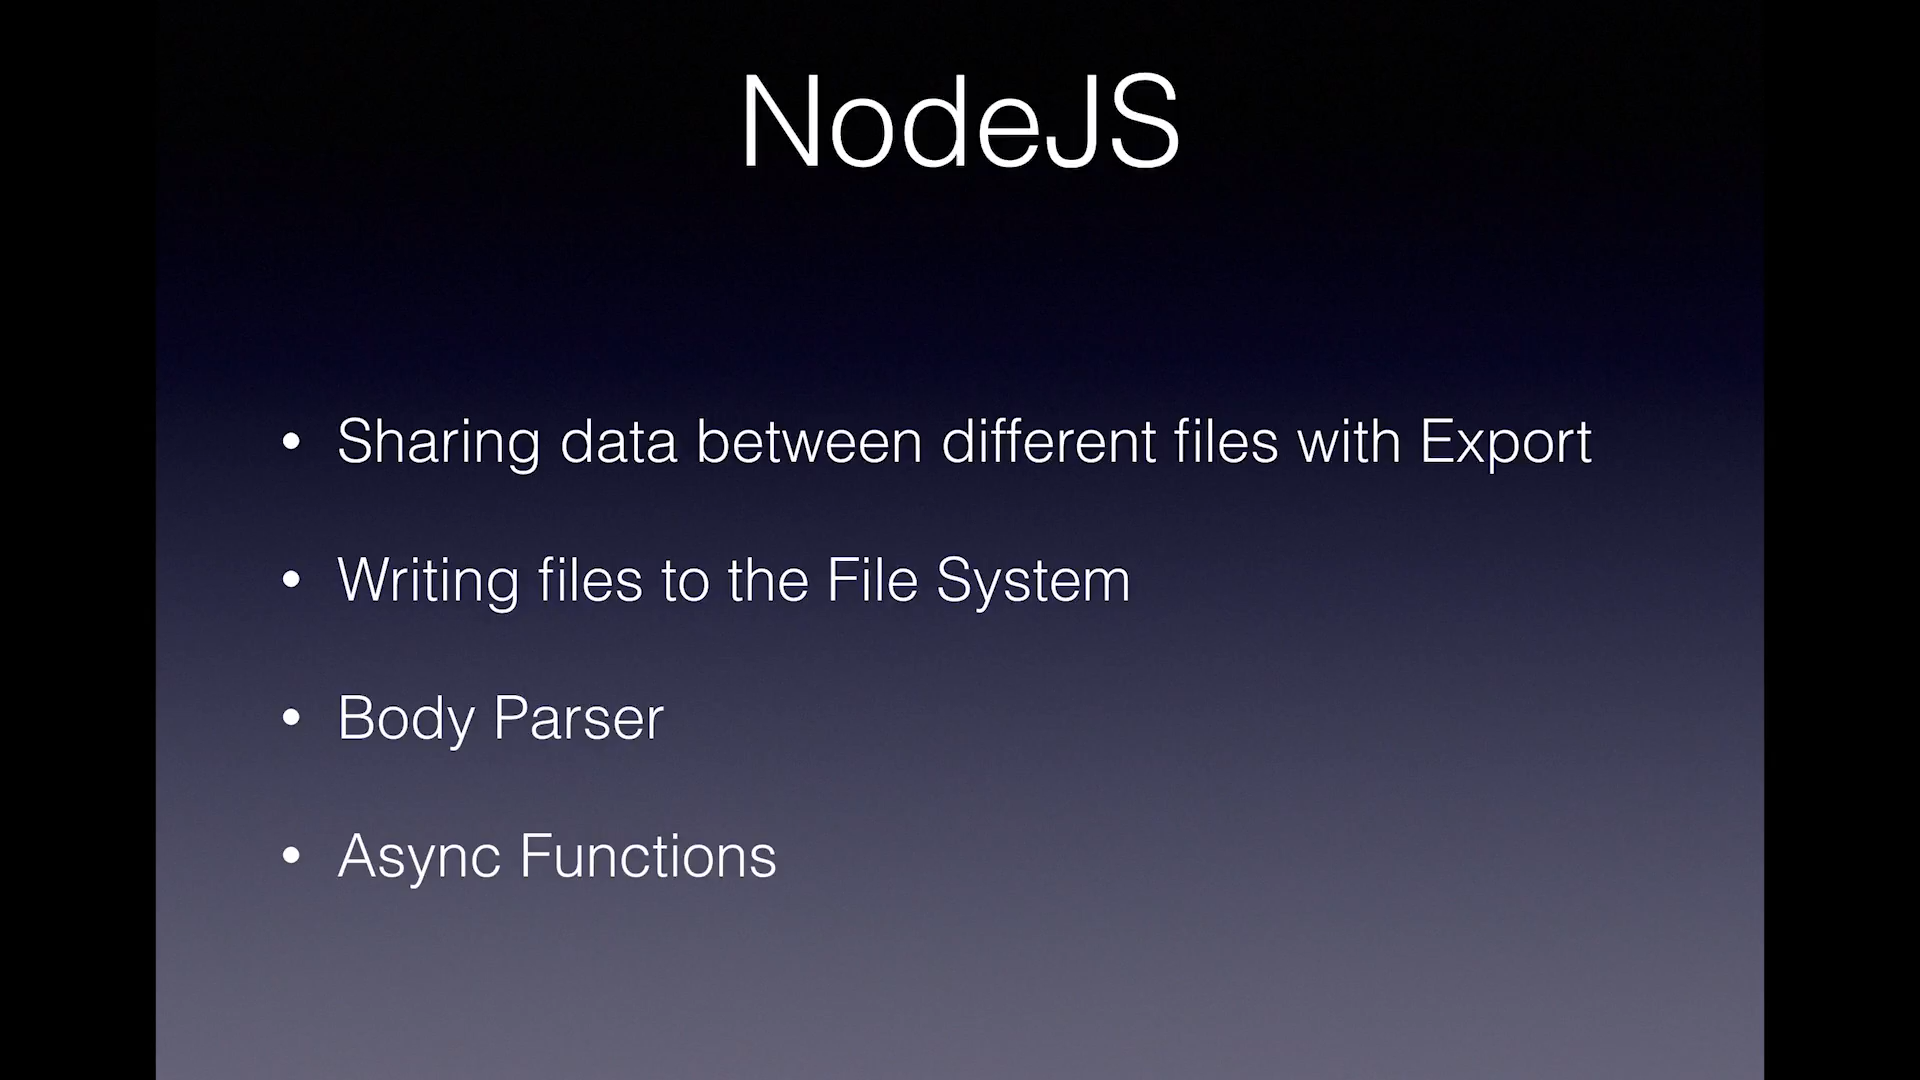 NodeJS
• Sharing data between different files with Export
• Writing files to the File System
• Body Parser
• Async Functions